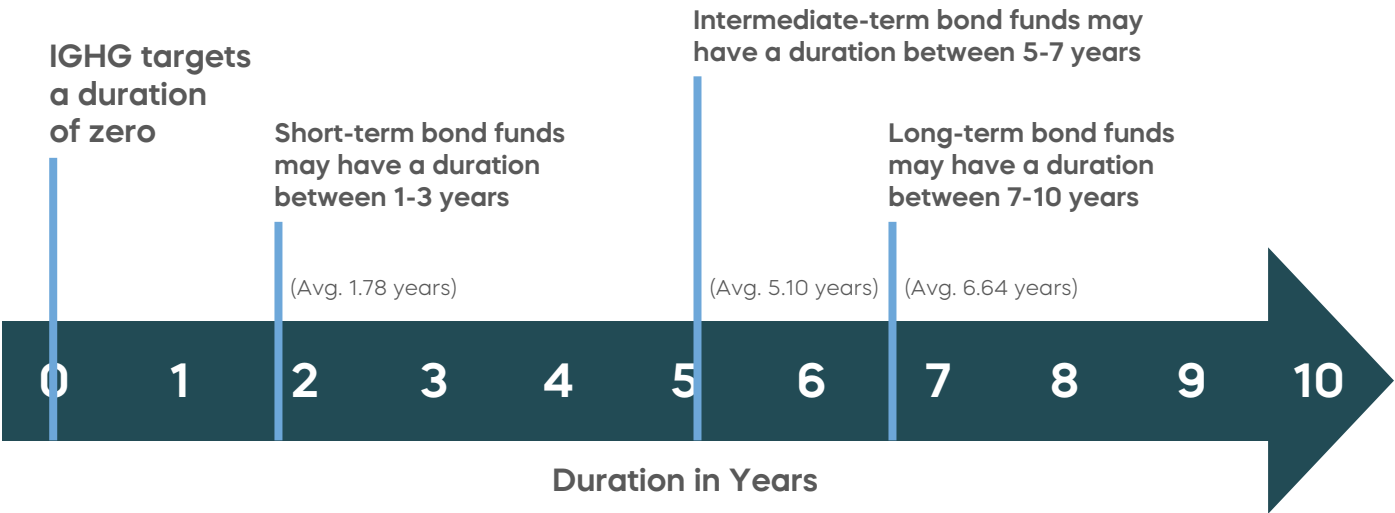 IGHG targets
a duration
of zero
Short-term bond funds
may have a duration
between 1-3 years
(Avg. 1.78 years)
Intermediate-term bond funds may
have a duration between 5-7 years
(Avg. 5.10 years)
Long-term bond funds
may have a duration
between 7-10 years
(Avg. 6.64 years)
0 1 2 3 4 5 6 7 8 9 10
Duration in Years